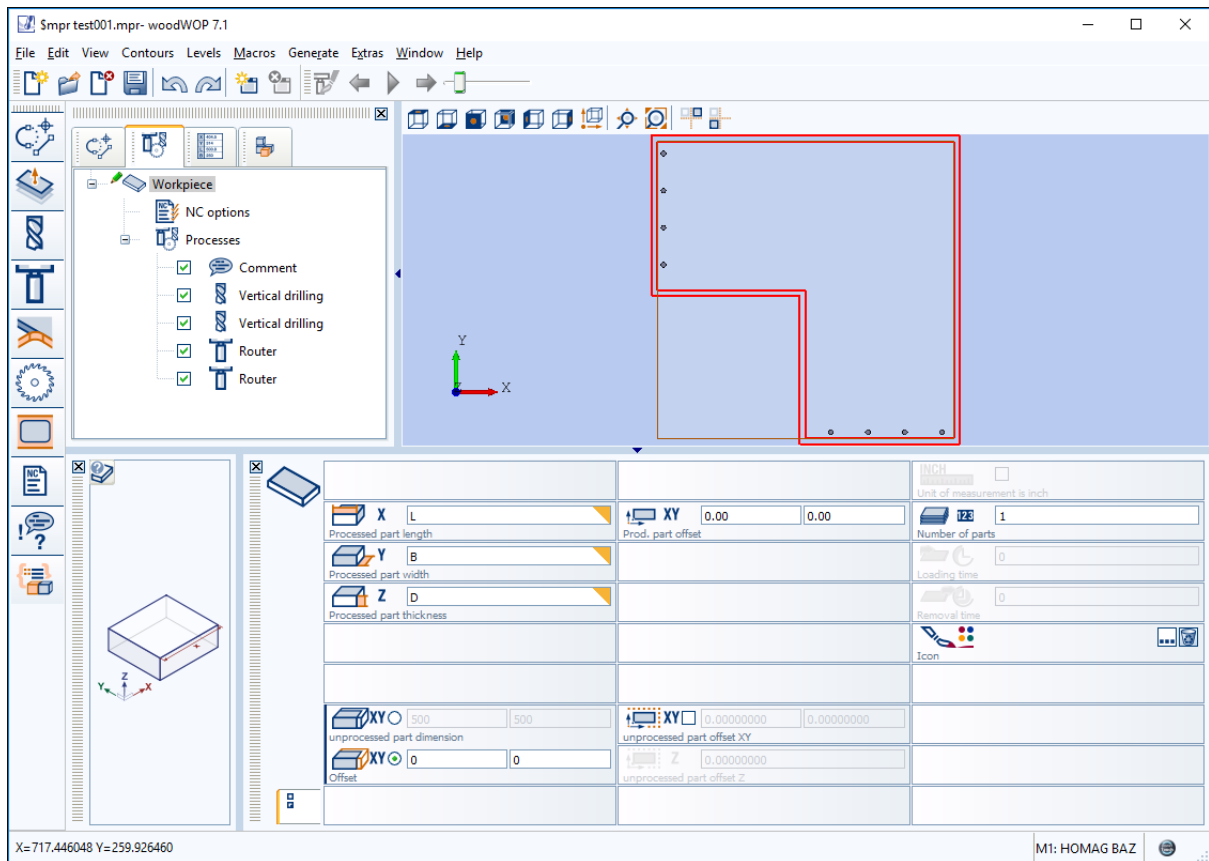 $mpr test001.mpr- woodWOP 7.1
File Edit View Contours Levels Macros Generate Extras Window Help
Workpiece
NC options
Processes
Comment
Vertical drilling
Vertical drilling
Router
Router
Y
X
NC
!?
Z
Y X
INCH
Unit of measurement is inch
X L
Processed part length
XY 0.00 0.00
Prod. part offset
123 1
Number of parts
Y B
Processed part width
0
Loading time
Z D
Processed part thickness
0
Removal time
Icon
...
XY 500 500
unprocessed part dimension
XY 0.00000000 0.00000000
unprocessed part offset XY
XY 0 0
Offset
Z 0.00000000
unprocessed part offset Z
X=717.446048 Y=259.926460
M1: HOMAG BAZ